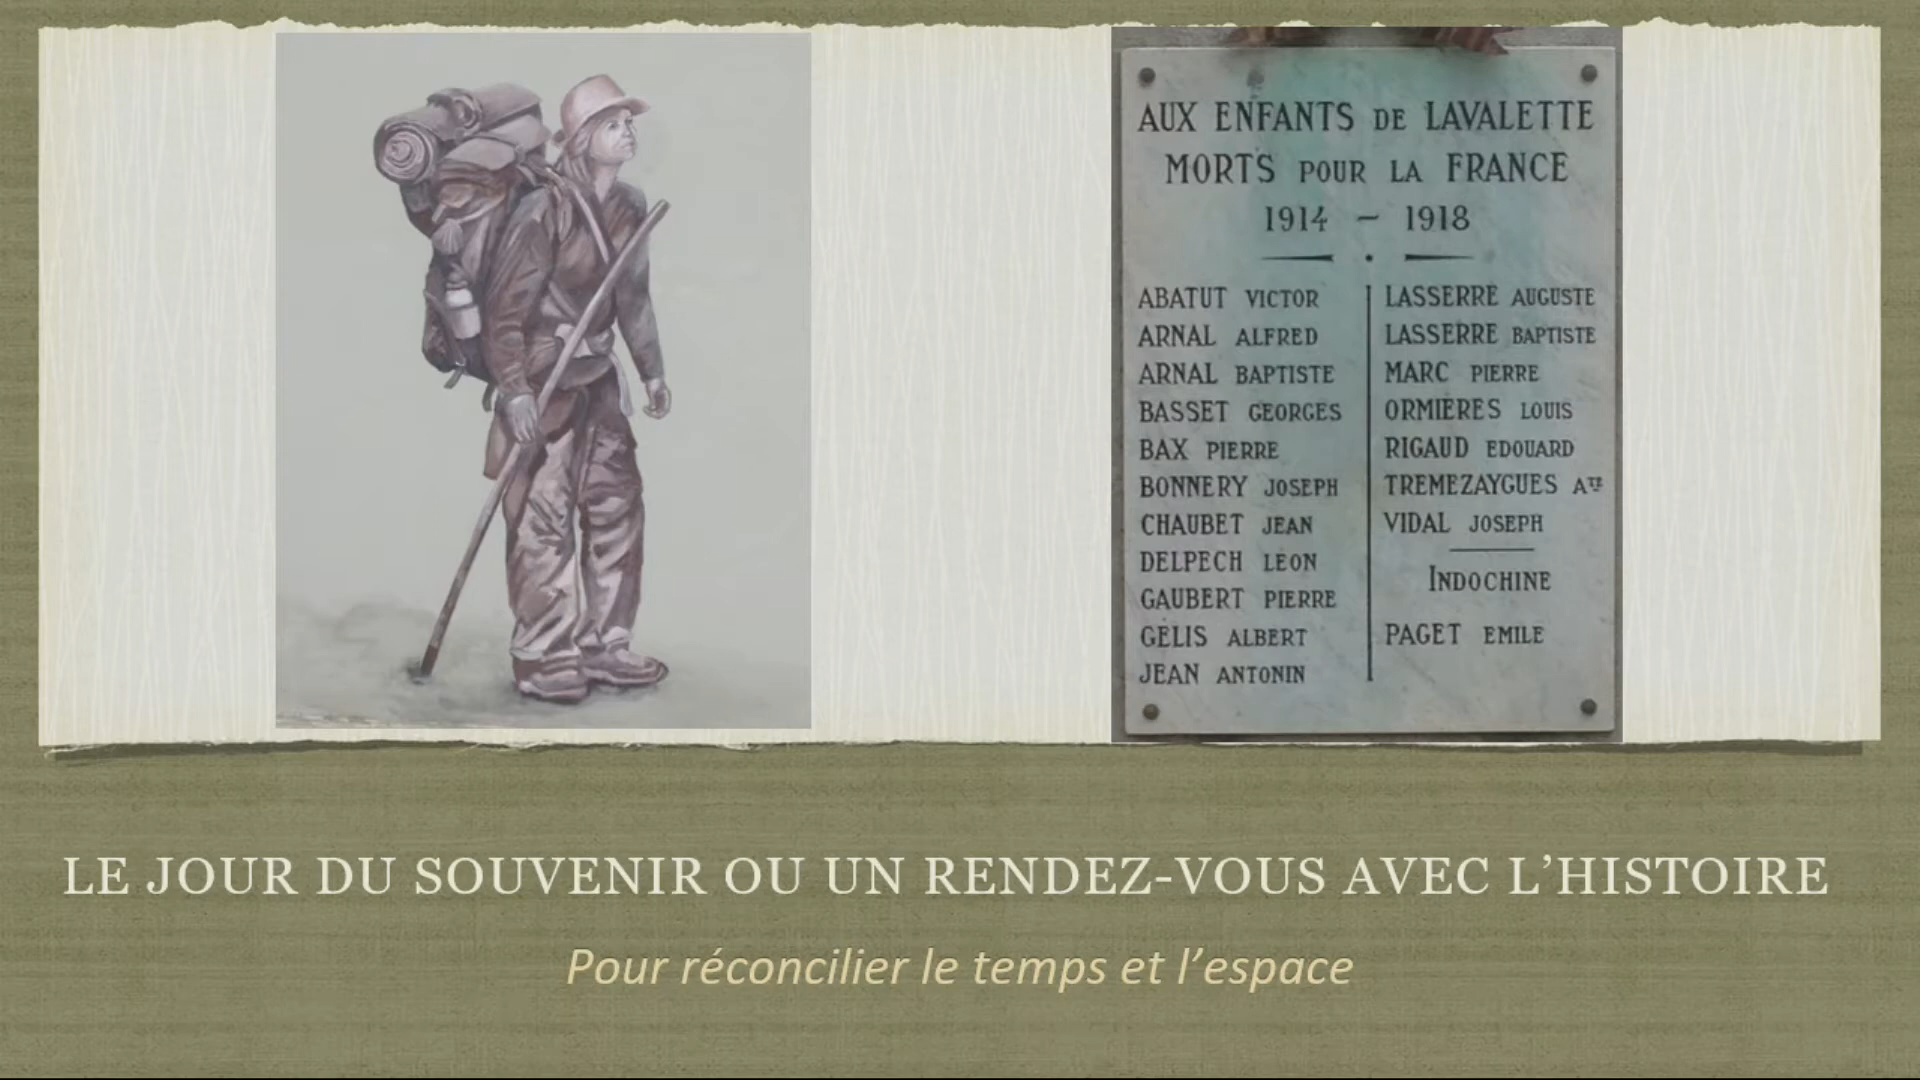 AUX ENFANTS DE LAVALETTE
MORTS POUR LA FRANCE
1914 – 1918
ABATUT VICTOR
ARNAL ALFRED
ARNAL BAPTISTE
BASSET GEORGES
BAX PIERRE
BONNERY JOSEPH
CHAUBET JEAN
DELPECH LEON
GAUBERT PIERRE
GELIS ALBERT
JEAN ANTONIN
LASSERRE AUGUSTE
LASSERRE BAPTISTE
MARC PIERRE
ORMIERES LOUIS
RIGAUD EDOUARD
TREMEZAYGUES ATE
VIDAL JOSEPH
INDOCHINE
PAGET EMILE
LE JOUR DU SOUVENIR OU UN RENDEZ-VOUS AVEC L’HISTOIRE
Pour réconcilier le temps et l’espace